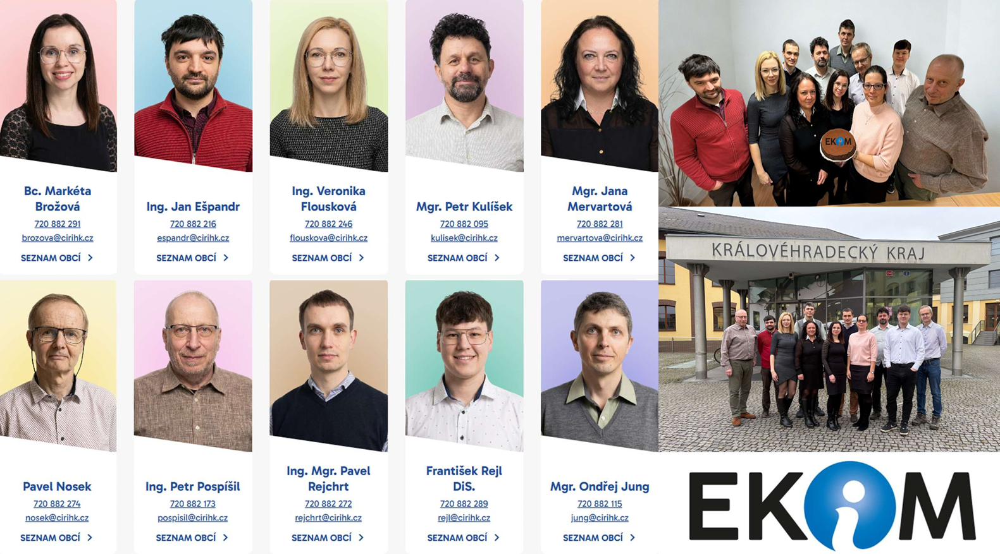 Bc. Markéta
Brožová
720 882 291
brozova@cirihk.cz
SEZNAM OBCÍ
Ing. Jan Ešpandr
720 882 216
espandr@cirihk.cz
SEZNAM OBCÍ
Ing. Veronika
Flousková
720 882 246
flouskova@cirihk.cz
SEZNAM OBCÍ
Mgr. Petr Kulíšek
720 882 095
kulisek@cirihk.cz
SEZNAM OBCÍ
Mgr. Jana
Mervartová
720 882 281
mervartova@cirihk.cz
SEZNAM OBCÍ
Pavel Nosek
720 882 274
nosek@cirihk.cz
SEZNAM OBCÍ
Ing. Petr Pospíšil
720 882 173
pospisil@cirihk.cz
SEZNAM OBCÍ
Ing. Mgr. Pavel
Rejchrt
720 882 272
rejchrt@cirihk.cz
SEZNAM OBCÍ
František Rejl
DiS.
720 882 289
rejl@cirihk.cz
SEZNAM OBCÍ
Mgr. Ondřej Jung
720 882 115
jung@cirihk.cz
SEZNAM OBCÍ
EKiM
KRÁLOVÉHRADECKÝ KRAJ
EKiM